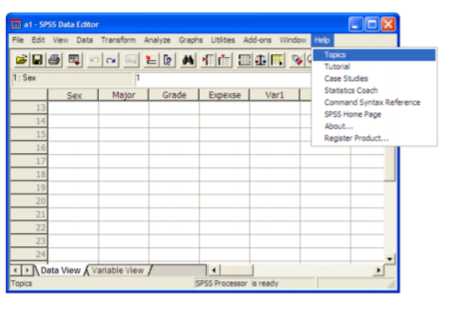 a1 - SPSS Data Editor
File Edit View Data Transform Analyze Graphs Utilities Add-ons Window Help
1 : Sex 1
Sex Major Grade Expexse Var1
13
14
15
16
17
18
19
20
21
22
23
24
Topics
Tutorial
Case Studies
Statistics Coach
Command Syntax Reference
SPSS Home Page
About...
Register Product...
Data View Variable View
Topics SPSS Processor is ready